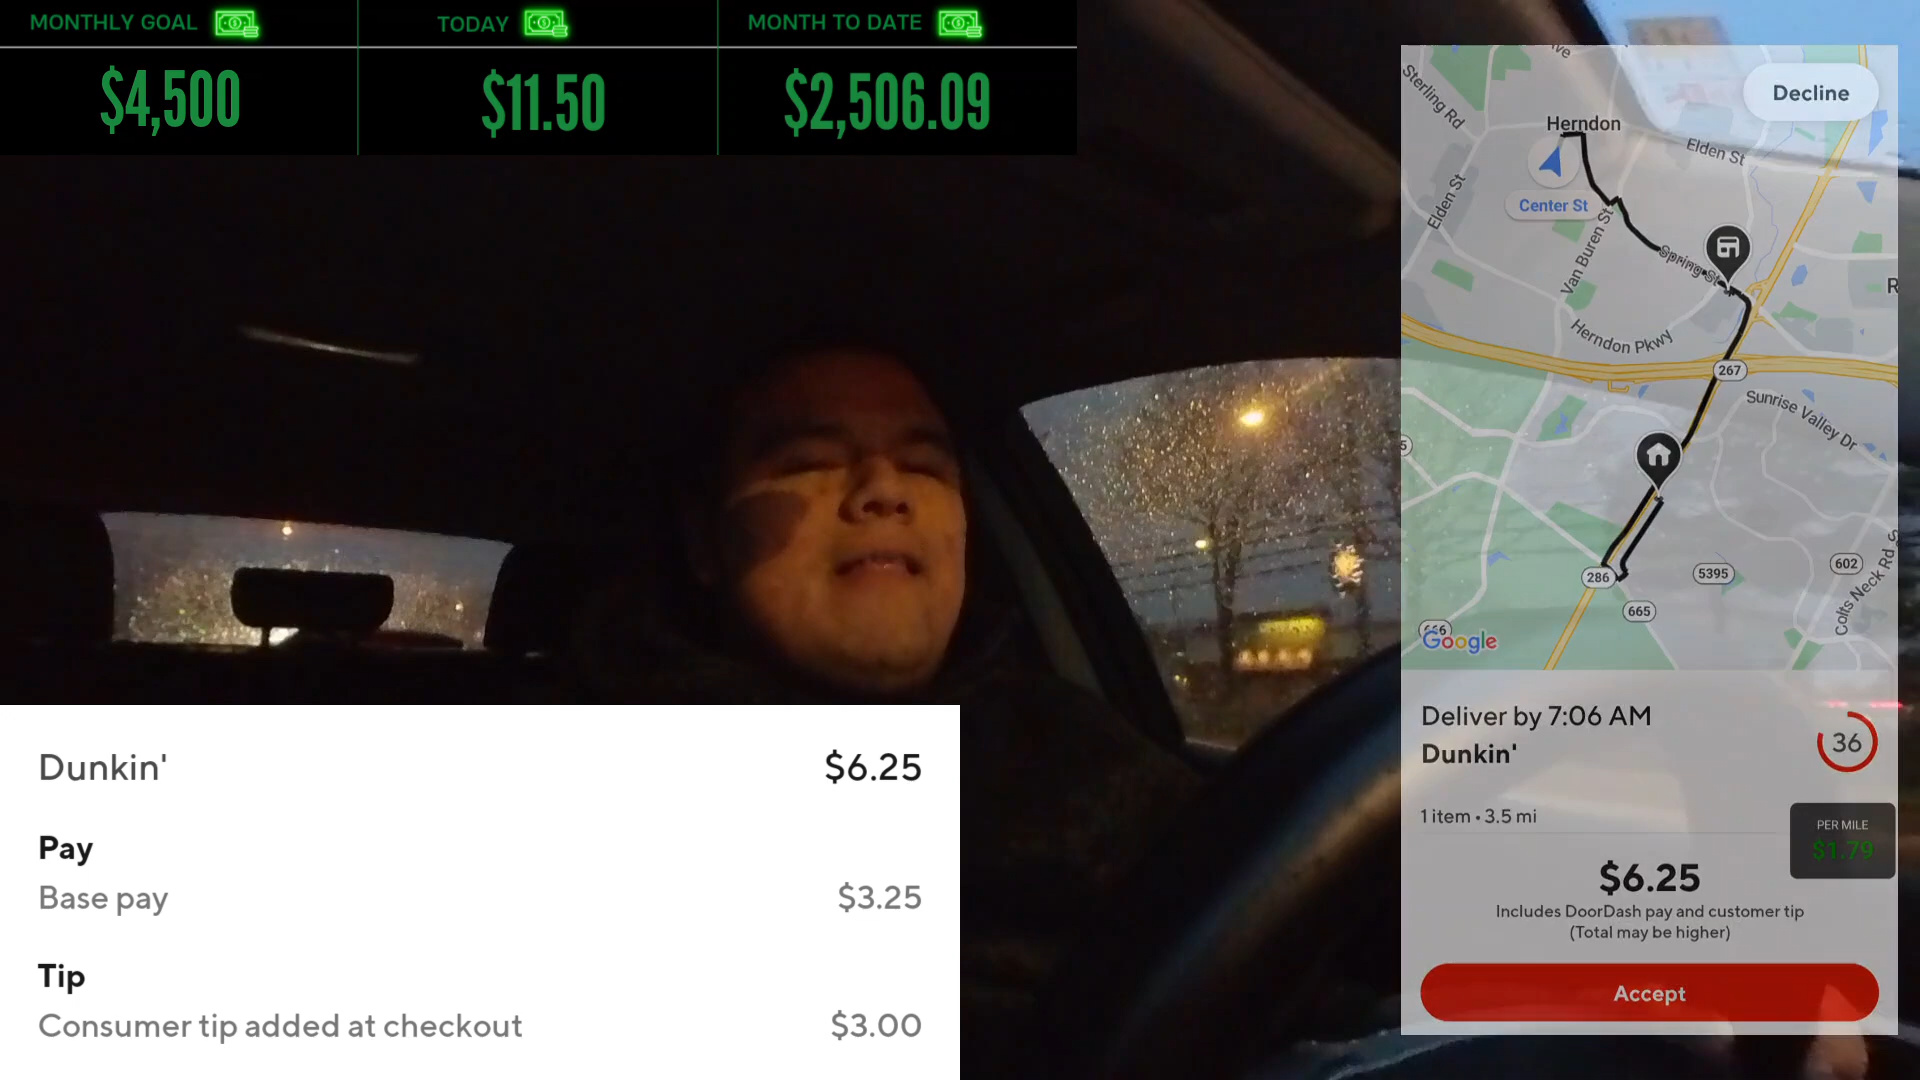 MONTHLY GOAL
$4,500
TODAY
$11.50
MONTH TO DATE
$2,506.09
Dunkin' $6.25
Pay
Base pay $3.25
Tip
Consumer tip added at checkout $3.00
Decline
Sterling Rd
Herndon
Elden St
Elden St
Center St
Van Buren St
Spring St
Herndon Pkwy
267
Sunrise Valley Dr
286
5395
602
665
666
Colts Neck Rd
Google
Deliver by 7:06 AM
Dunkin'
36
1 item • 3.5 mi
PER MILE
$1.79
$6.25
Includes DoorDash pay and customer tip
(Total may be higher)
Accept